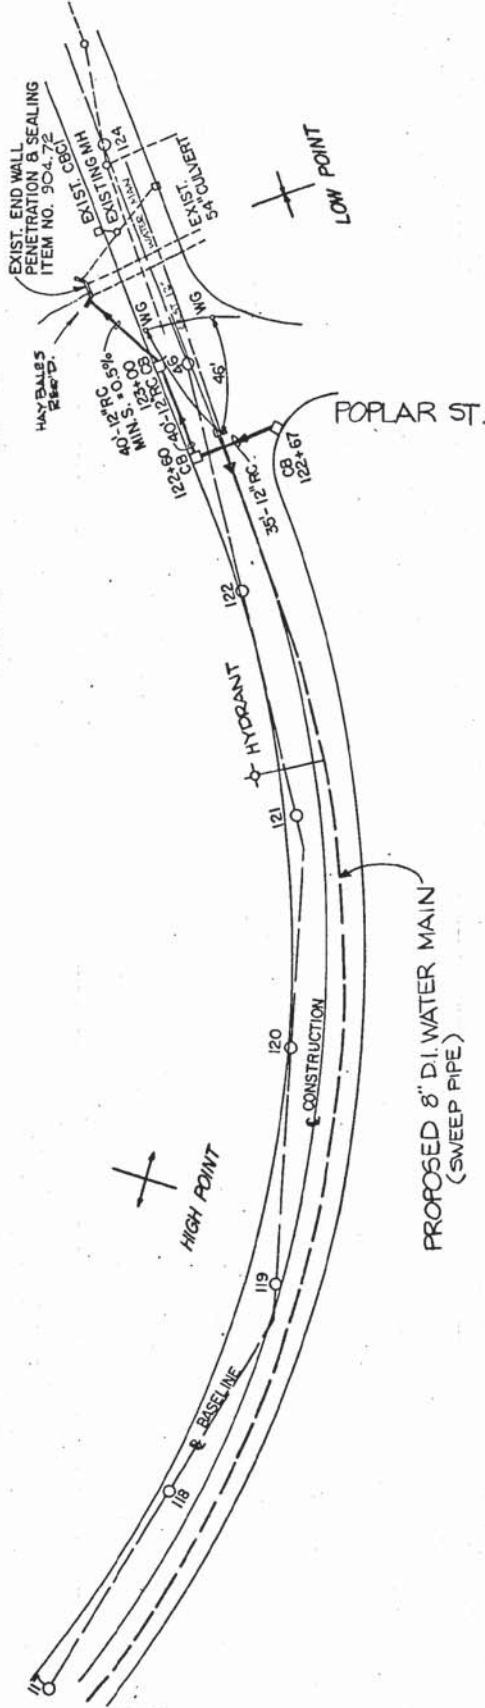 EXIST. END WALL
PENETRATION & SEALING
ITEM NO. 904.72
HAY BALES
REQ'D.
EXIST. CBCI
EXISTING MH
124
WATER MAIN
EXIST.
54" CULVERT
LOW POINT
40'-12"RC
MIN. S. = 0.5%
WG
WG
123+00
CB
46
46'
40'-12"RC
122+60
CB
35'-12"RC.
CB
122+67
POPLAR ST.
122
HYDRANT
121
120
℄ CONSTRUCTION
PROPOSED 8" D.I. WATER MAIN
(SWEEP PIPE)
HIGH POINT
119
BASELINE
118
117